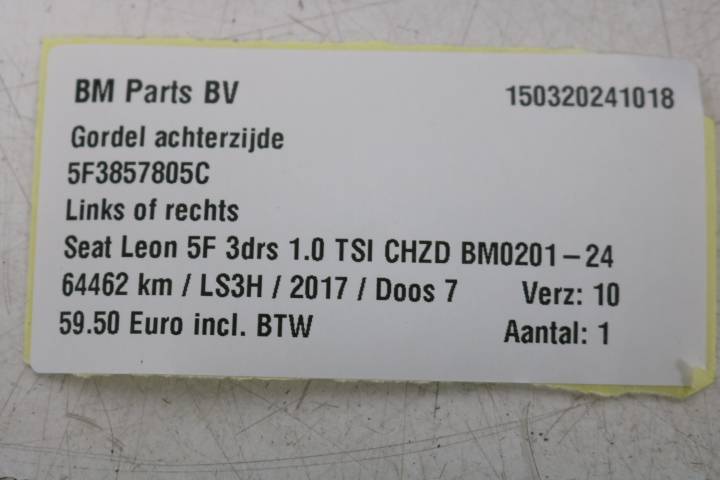 BM Parts BV 150320241018
Gordel achterzijde
5F3857805C
Links of rechts
Seat Leon 5F 3drs 1.0 TSI CHZD BM0201-24
64462 km / LS3H / 2017 / Doos 7 Verz: 10
59.50 Euro incl. BTW Aantal: 1